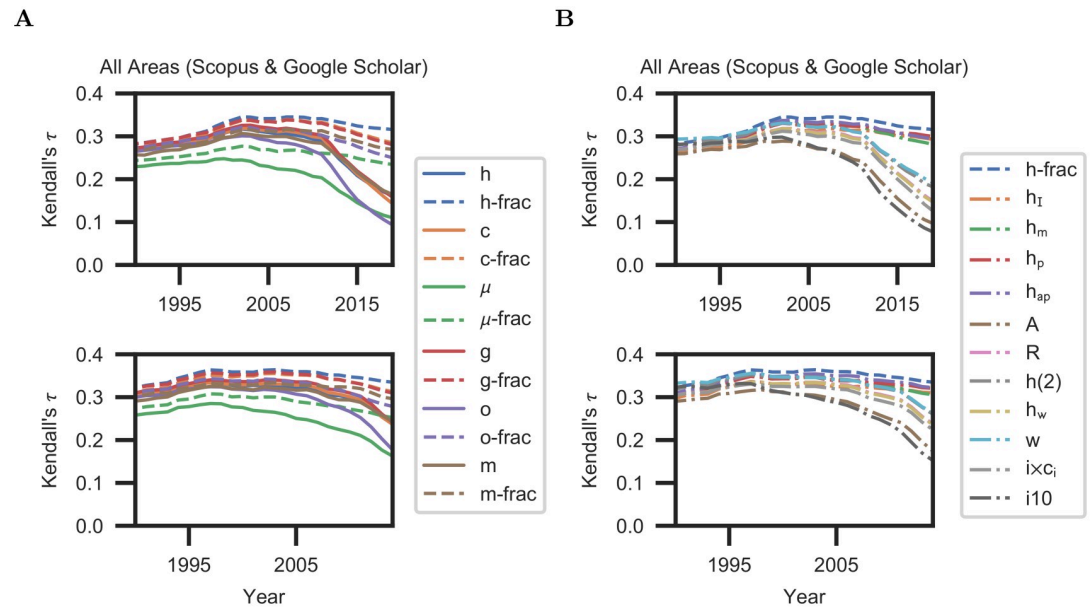 A
All Areas (Scopus & Google Scholar)
Kendall's τ
0.4
0.3
0.2
0.1
0.0
1995
2005
2015
Kendall's τ
0.4
0.3
0.2
0.1
0.0
1995
2005
Year
h
h-frac
c
c-frac
μ
μ-frac
g
g-frac
o
o-frac
m
m-frac
B
All Areas (Scopus & Google Scholar)
Kendall's τ
0.4
0.3
0.2
0.1
0.0
1995
2005
2015
Kendall's τ
0.4
0.3
0.2
0.1
0.0
1995
2005
Year
h-frac
hI
hm
hp
hap
A
R
h(2)
hw
w
i×ci
i10